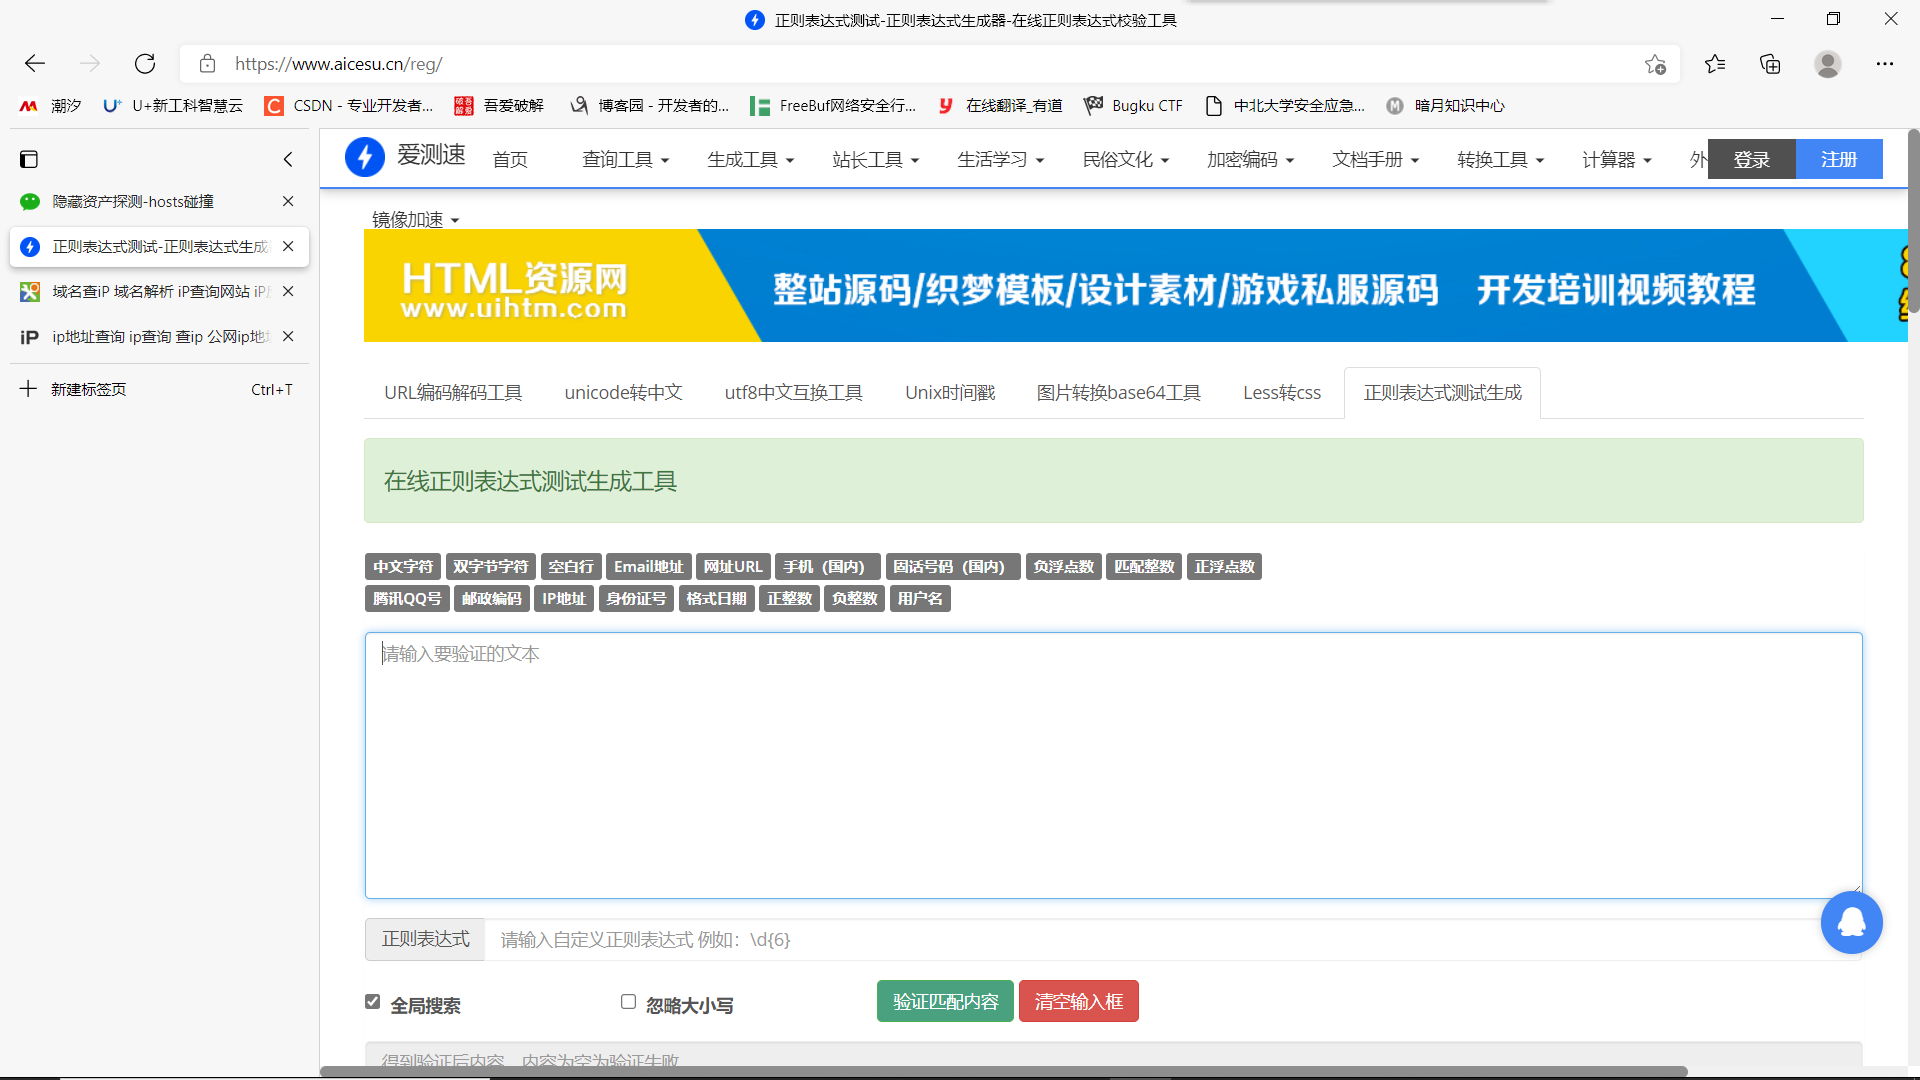 正则表达式测试-正则表达式生成器-在线正则表达式校验工具
https://www.aicesu.cn/reg/
潮汐
U+新工科智慧云
CSDN - 专业开发者...
吾爱破解
博客园 - 开发者的...
FreeBuf网络安全行...
在线翻译_有道
Bugku CTF
中北大学安全应急...
暗月知识中心
隐藏资产探测-hosts碰撞
正则表达式测试-正则表达式生成
域名查iP 域名解析 iP查询网站 iP
ip地址查询 ip查询 查ip 公网ip地
新建标签页 Ctrl+T
爱测速
首页 查询工具 生成工具 站长工具 生活学习 民俗文化 加密编码 文档手册 转换工具 计算器 外
登录 注册
镜像加速
HTML资源网
www.uihtm.com
整站源码/织梦模板/设计素材/游戏私服源码 开发培训视频教程
URL编码解码工具 unicode转中文 utf8中文互换工具 Unix时间戳 图片转换base64工具 Less转css 正则表达式测试生成
在线正则表达式测试生成工具
中文字符 双字节字符 空白行 Email地址 网址URL 手机（国内） 固话号码（国内） 负浮点数 匹配整数 正浮点数
腾讯QQ号 邮政编码 IP地址 身份证号 格式日期 正整数 负整数 用户名
请输入要验证的文本
正则表达式 请输入自定义正则表达式 例如：\d{6}
全局搜索 忽略大小写 验证匹配内容 清空输入框
得到验证后内容，内容为空为验证失败